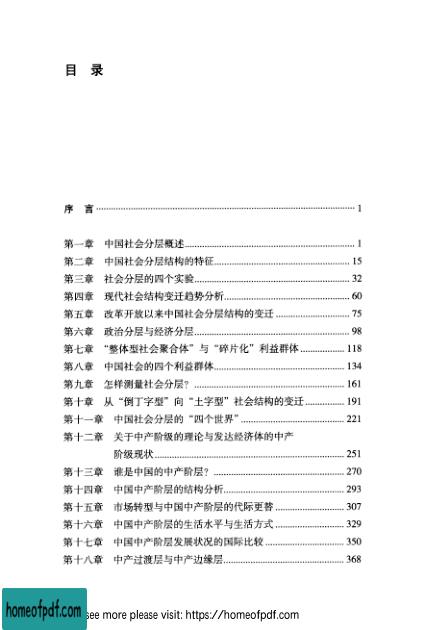 目 录
序 言 1
第一章 中国社会分层概述 1
第二章 中国社会分层结构的特征 15
第三章 社会分层的四个实验 32
第四章 现代社会结构变迁趋势分析 60
第五章 改革开放以来中国社会分层结构的变迁 75
第六章 政治分层与经济分层 98
第七章 “整体型社会聚合体”与“碎片化”利益群体 118
第八章 中国社会的四个利益群体 134
第九章 怎样测量社会分层? 161
第十章 从“倒丁字型”向“土字型”社会结构的变迁 191
第十一章 中国社会分层的“四个世界” 221
第十二章 关于中产阶级的理论与发达经济体的中产
阶级现状 251
第十三章 谁是中国的中产阶层? 270
第十四章 中国中产阶层的结构分析 293
第十五章 市场转型与中国中产阶层的代际更替 307
第十六章 中国中产阶层的生活水平与生活方式 329
第十七章 中国中产阶层发展状况的国际比较 350
第十八章 中产过渡层与中产边缘层 368
homeofpdf.com
see more please visit: https://homeofpdf.com